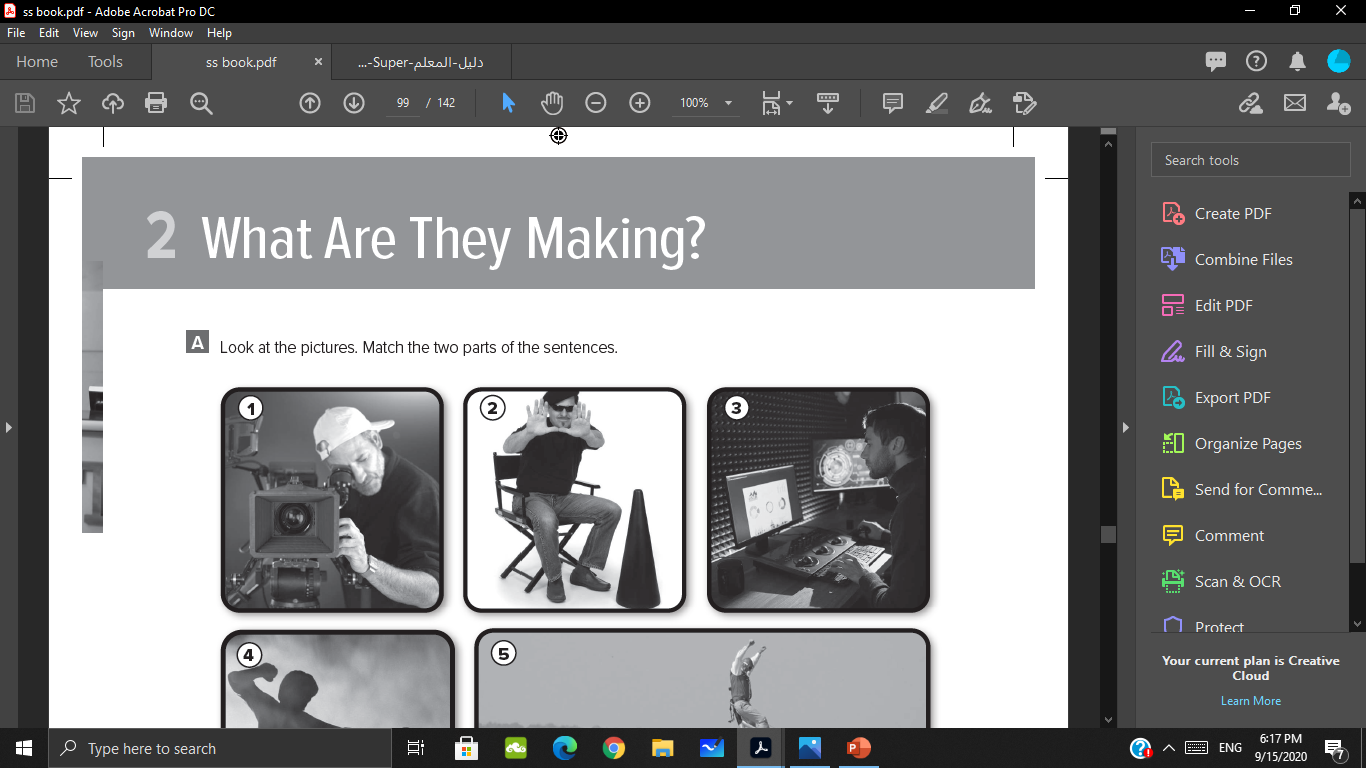 ss book.pdf - Adobe Acrobat Pro DC
File Edit View Sign Window Help
Home Tools ss book.pdf × ...-Super-دليل-المعلم
99 / 142 100%
2 What Are They Making?
A Look at the pictures. Match the two parts of the sentences.
1 2 3
4 5
Search tools
Create PDF
Combine Files
Edit PDF
Fill & Sign
Export PDF
Organize Pages
Send for Comme...
Comment
Scan & OCR
Protect
Your current plan is Creative
Cloud
Learn More
Type here to search
ENG
6:17 PM
9/15/2020
7